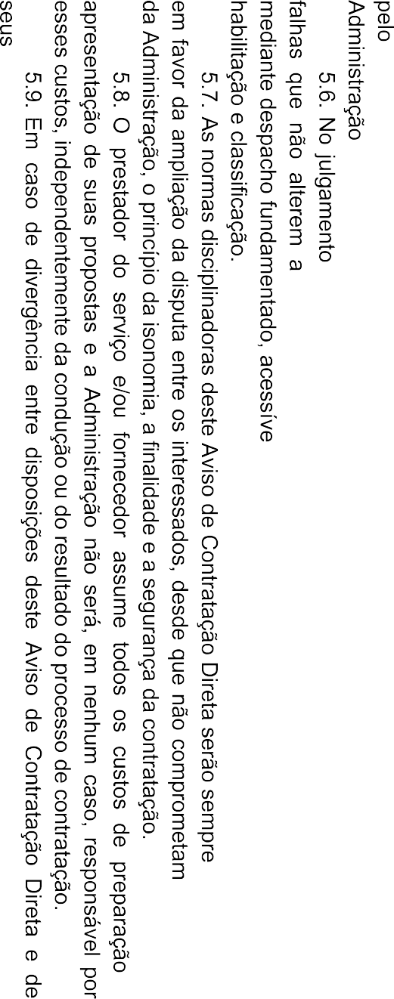 pelo
Administração
5.6. No julgamento
falhas que não alterem a
mediante despacho fundamentado, acessíve
habilitação e classificação.
5.7. As normas disciplinadoras deste Aviso de Contratação Direta serão sempre
em favor da ampliação da disputa entre os interessados, desde que não comprometam
da Administração, o princípio da isonomia, a finalidade e a segurança da contratação.
5.8. O prestador do serviço e/ou fornecedor assume todos os custos de preparação
apresentação de suas propostas e a Administração não será, em nenhum caso, responsável por
esses custos, independentemente da condução ou do resultado do processo de contratação.
5.9. Em caso de divergência entre disposições deste Aviso de Contratação Direta e de
seus